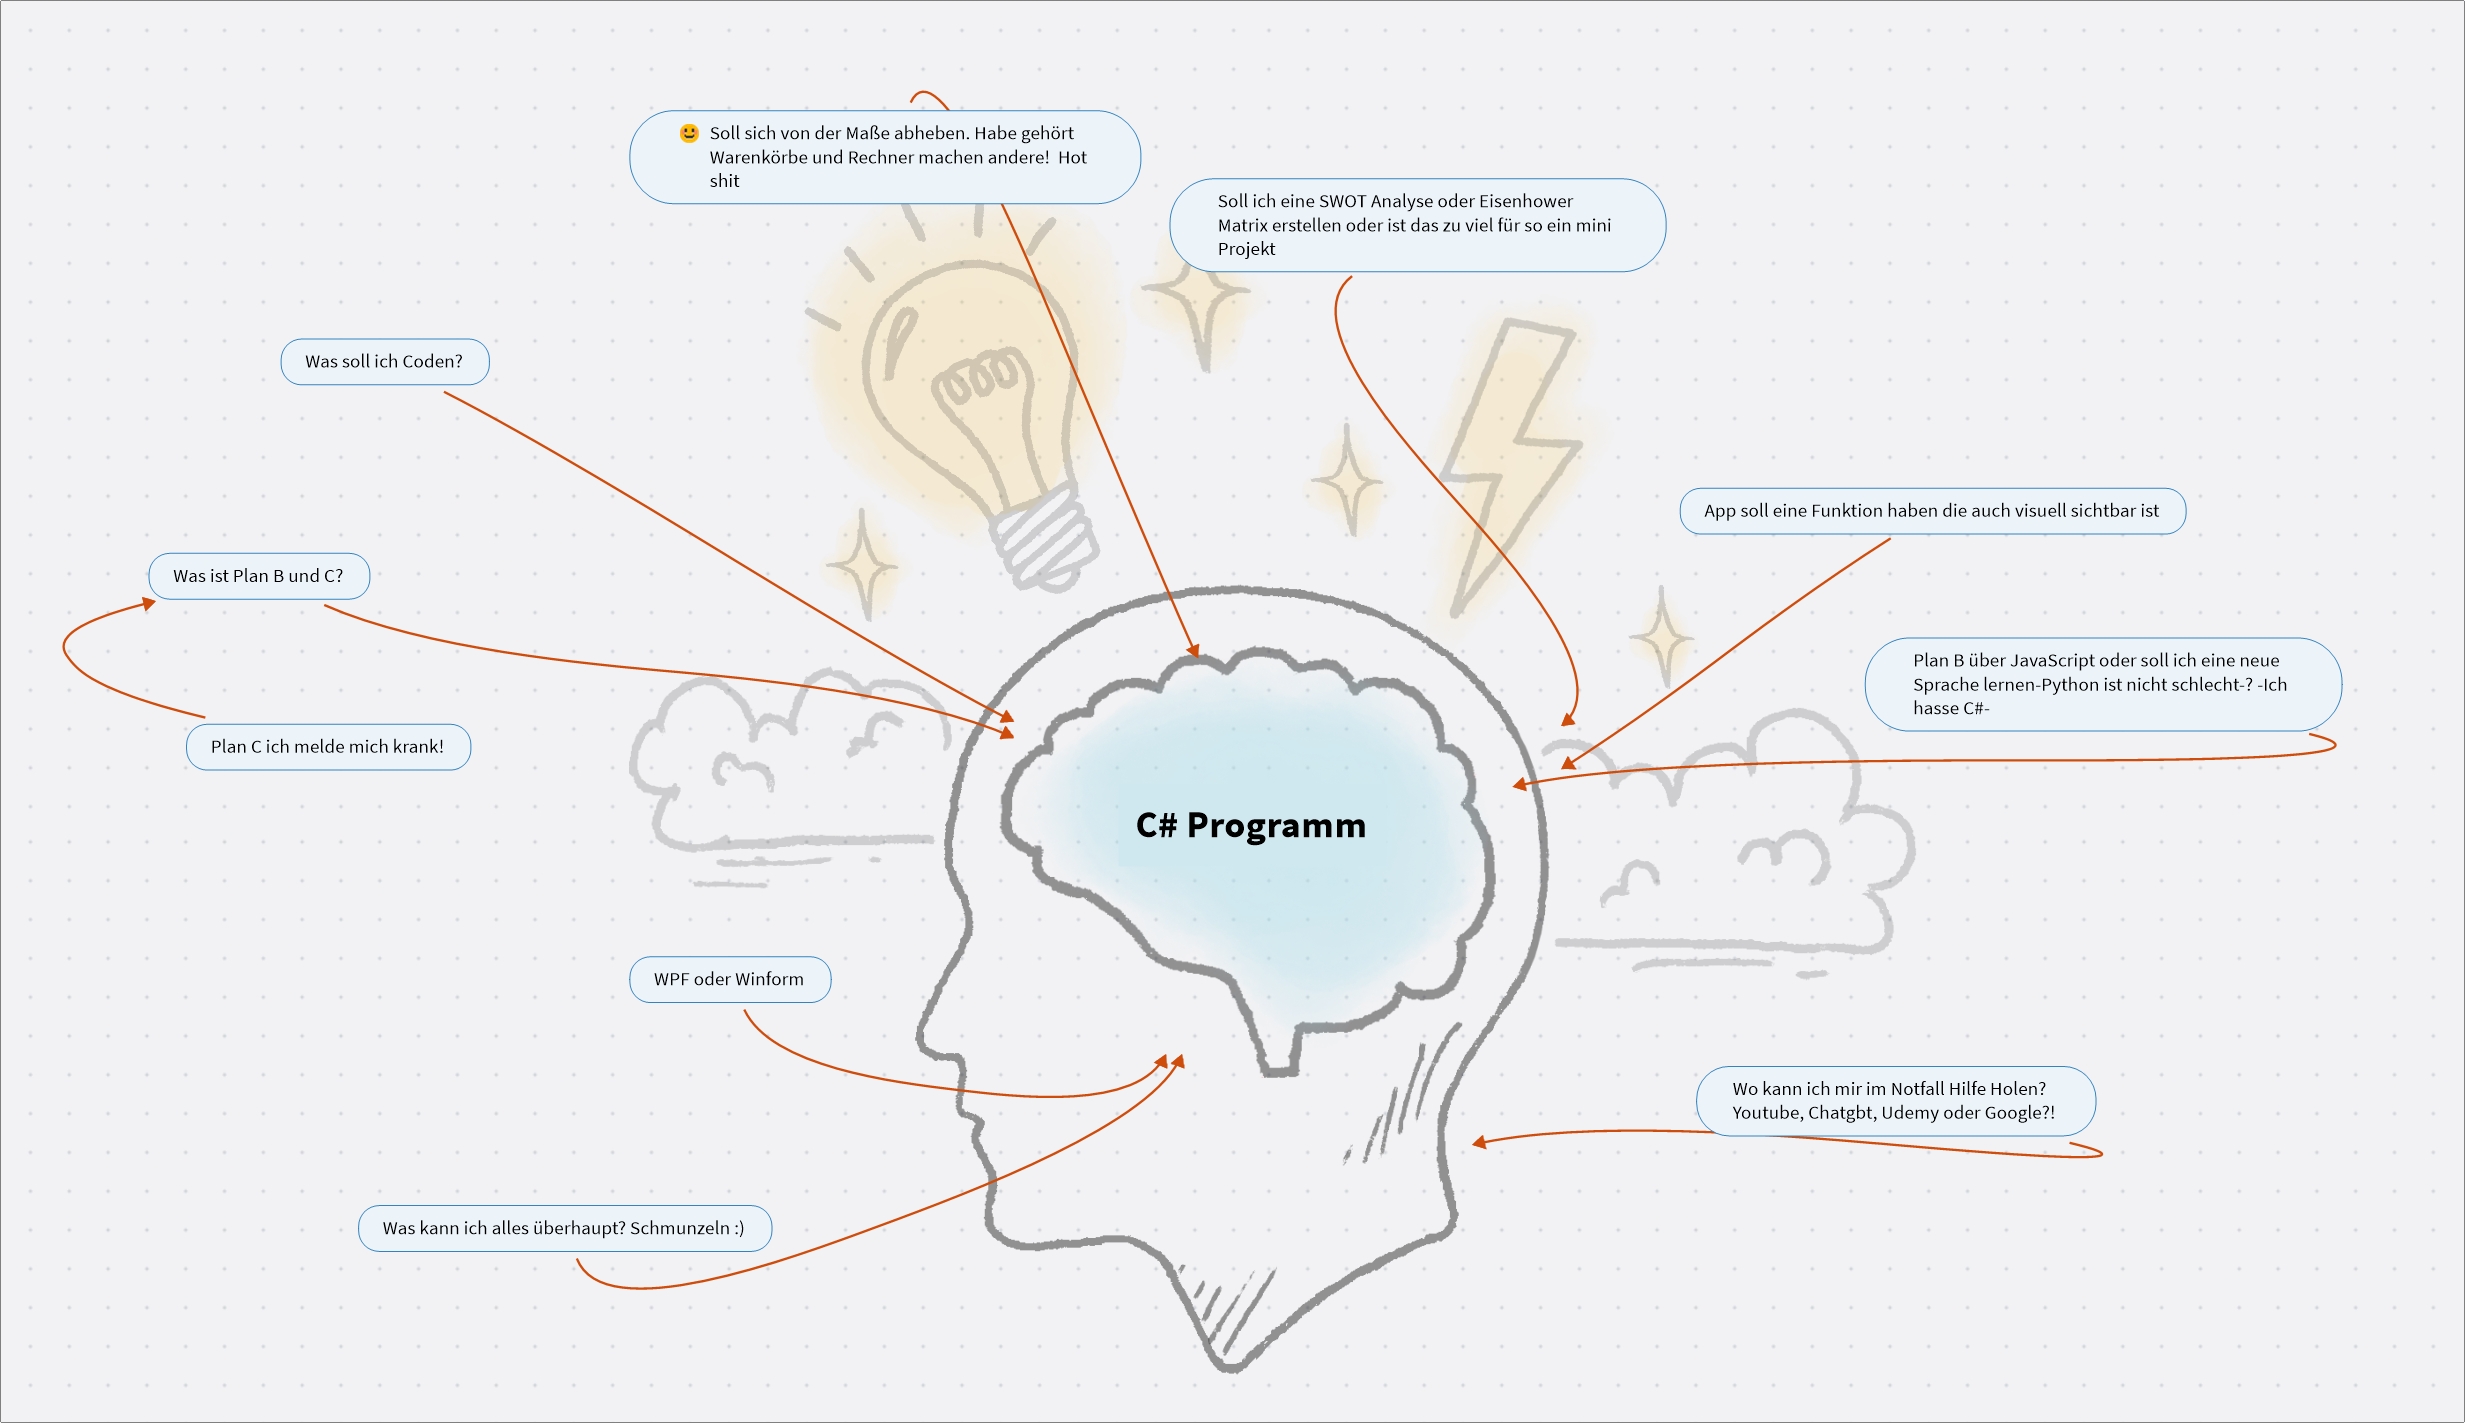 😀 Soll sich von der Maße abheben. Habe gehört
Warenkörbe und Rechner machen andere!  Hot
shit
Soll ich eine SWOT Analyse oder Eisenhower
Matrix erstellen oder ist das zu viel für so ein mini
Projekt
Was soll ich Coden?
App soll eine Funktion haben die auch visuell sichtbar ist
Was ist Plan B und C?
Plan B über JavaScript oder soll ich eine neue
Sprache lernen-Python ist nicht schlecht-? -Ich
hasse C#-
Plan C ich melde mich krank!
C# Programm
WPF oder Winform
Wo kann ich mir im Notfall Hilfe Holen?
Youtube, Chatgbt, Udemy oder Google?!
Was kann ich alles überhaupt? Schmunzeln :)